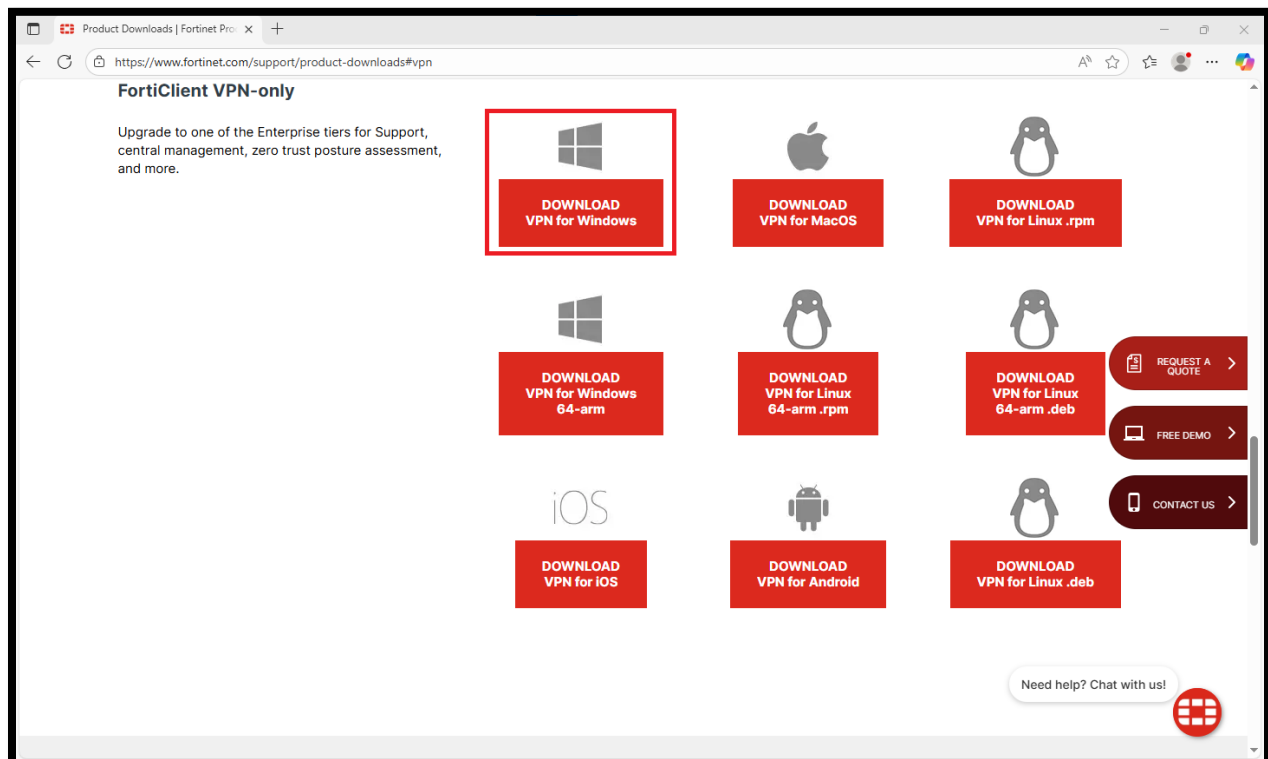 Product Downloads | Fortinet Pro
https://www.fortinet.com/support/product-downloads#vpn
FortiClient VPN-only
Upgrade to one of the Enterprise tiers for Support,
central management, zero trust posture assessment,
and more.
DOWNLOAD
VPN for Windows
DOWNLOAD
VPN for MacOS
DOWNLOAD
VPN for Linux .rpm
DOWNLOAD
VPN for Windows
64-arm
DOWNLOAD
VPN for Linux
64-arm .rpm
DOWNLOAD
VPN for Linux
64-arm .deb
REQUEST A
QUOTE
FREE DEMO
CONTACT US
iOS
DOWNLOAD
VPN for iOS
DOWNLOAD
VPN for Android
DOWNLOAD
VPN for Linux .deb
Need help? Chat with us!